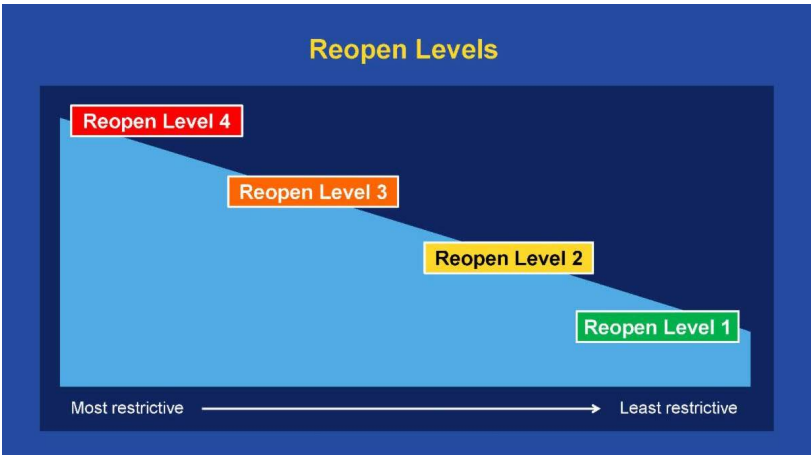 Reopen Levels
Reopen Level 4
Reopen Level 3
Reopen Level 2
Reopen Level 1
Most restrictive
Least restrictive